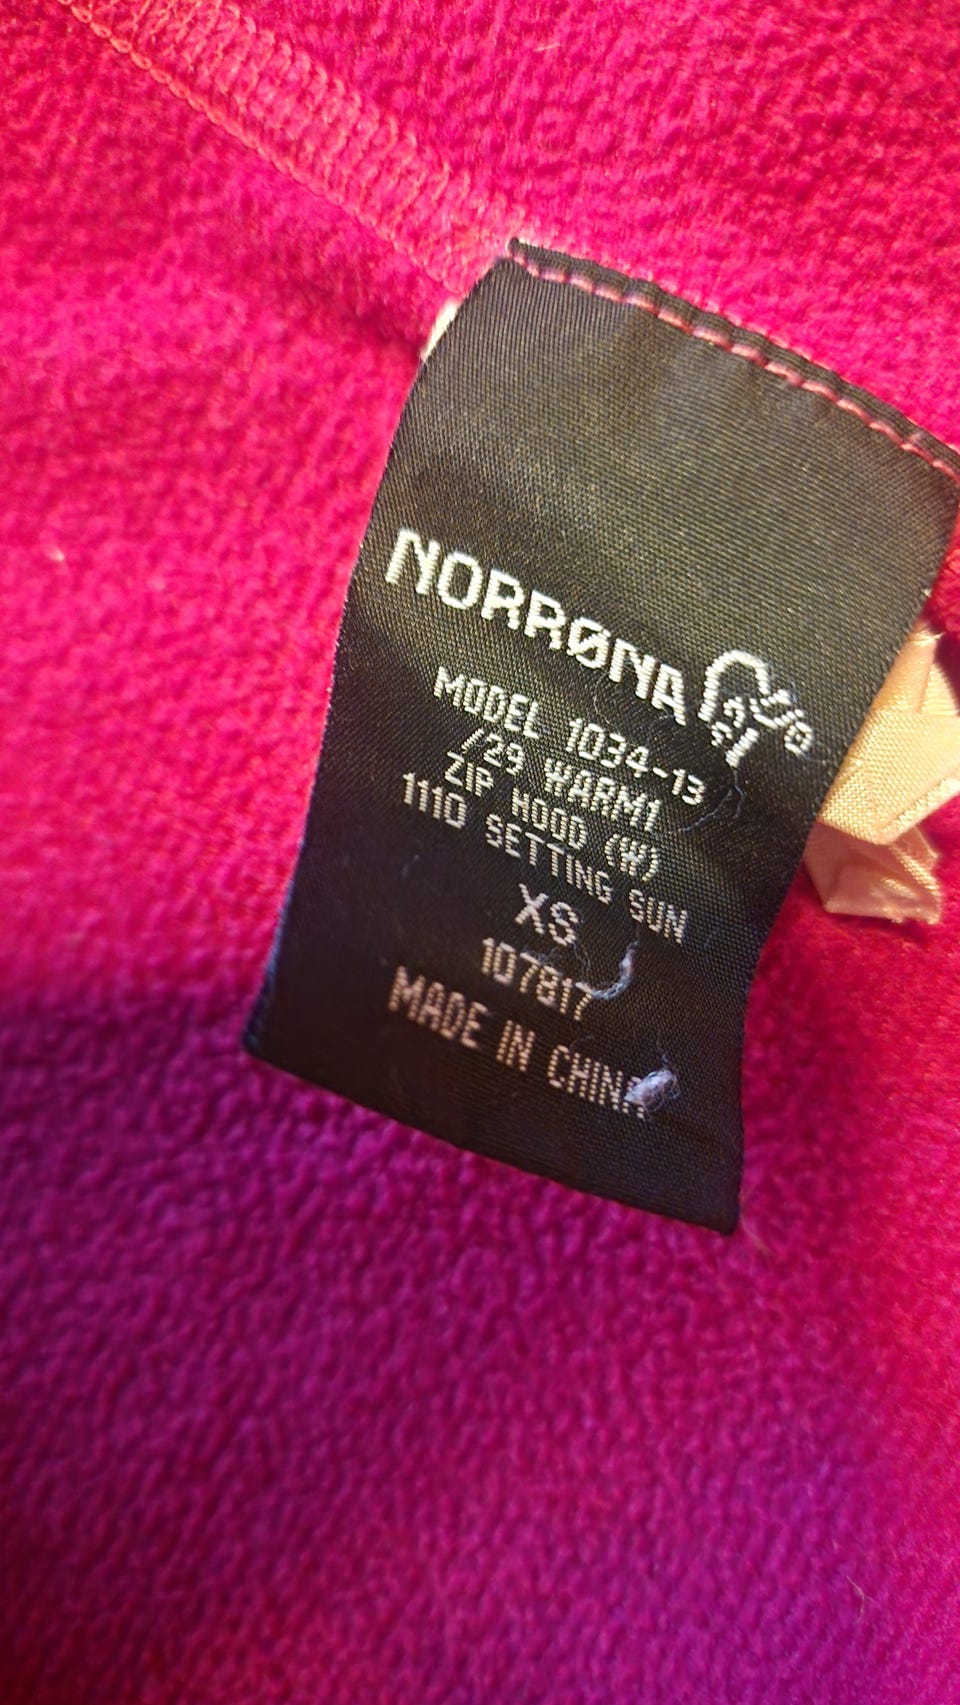 NORRØNA
MODEL 1034-13
/29 WARM1
ZIP HOOD (W)
1110 SETTING SUN
XS
107817
MADE IN CHINA